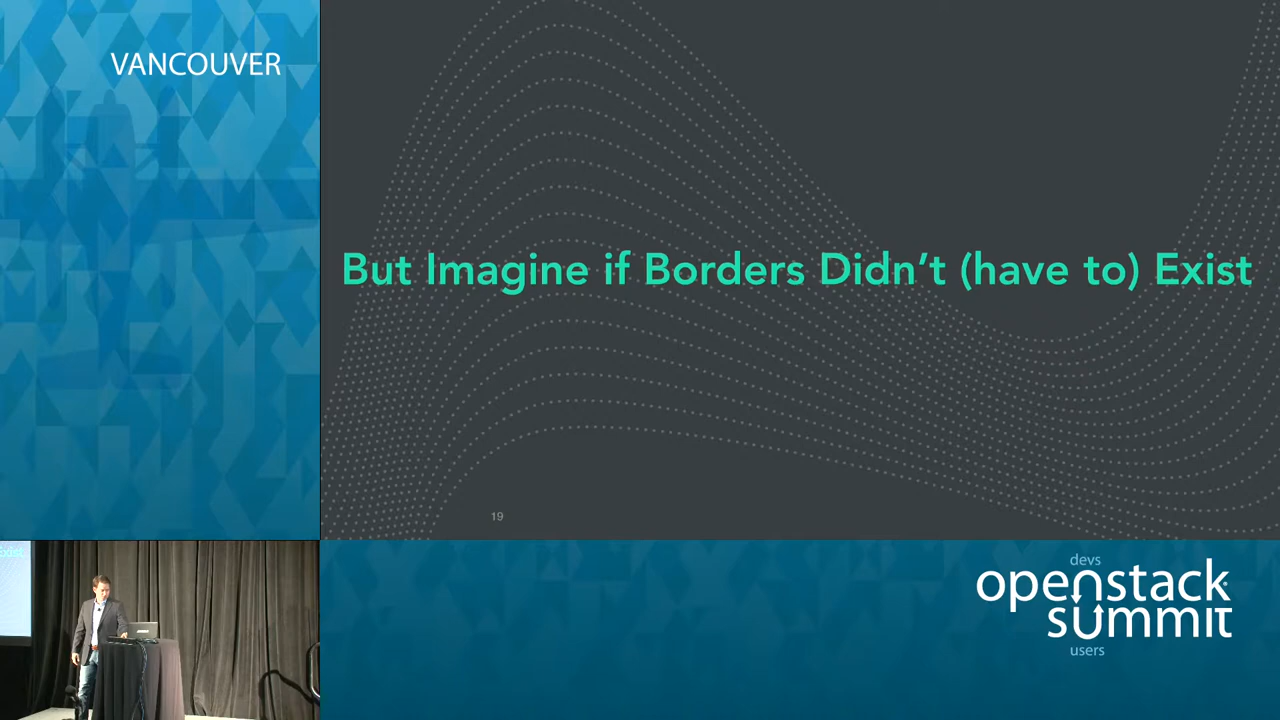 VANCOUVER
But Imagine if Borders Didn't (have to) Exist
19
devs
openstack
summit
users